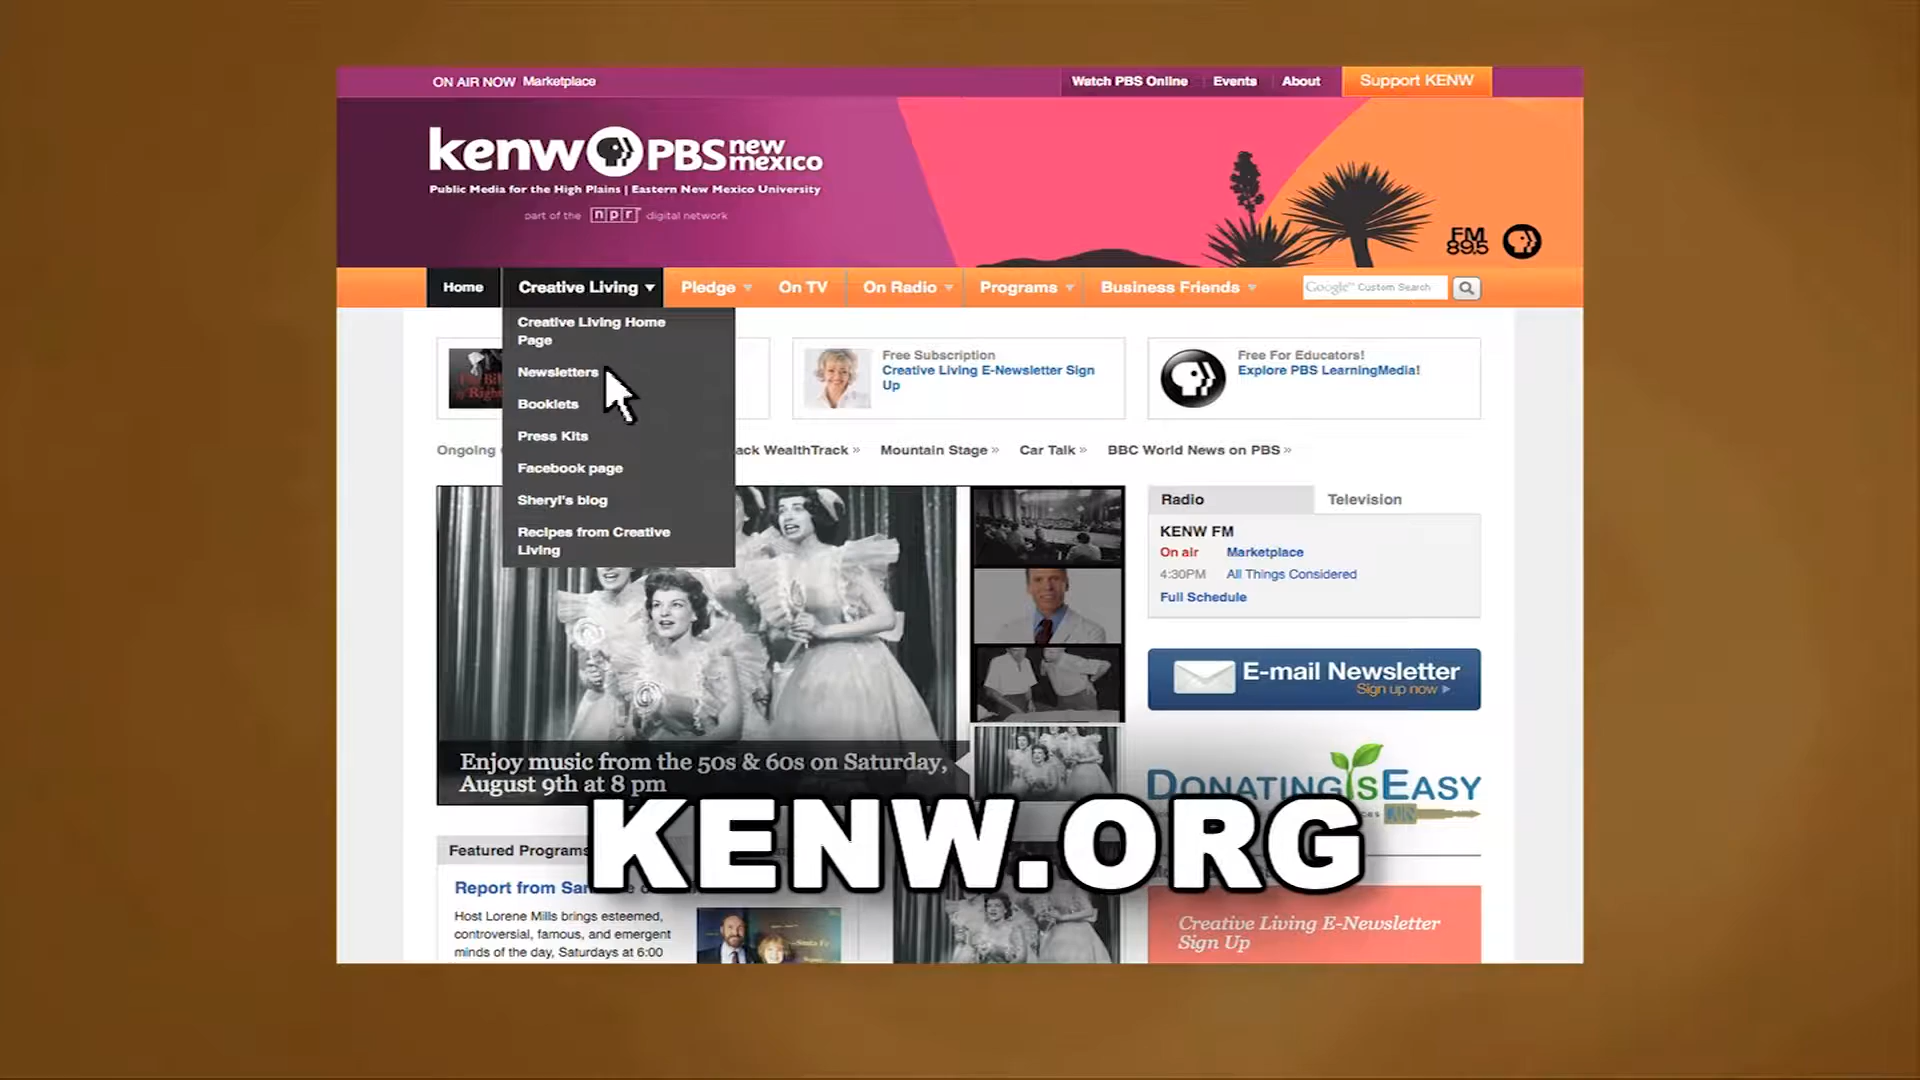 ON AIR NOW Marketplace
Watch PBS Online Events About Support KENW
kenw PBS new mexico
Public Media for the High Plains | Eastern New Mexico University
part of the npr digital network
FM 89.5
Home Creative Living Pledge On TV On Radio Programs Business Friends Google™ Custom Search
Creative Living Home Page
Newsletters
Booklets
Press Kits
Facebook page
Sheryl's blog
Recipes from Creative Living
Free Subscription
Creative Living E-Newsletter Sign Up
Free For Educators!
Explore PBS LearningMedia!
Ongoing
WealthTrack » Mountain Stage » Car Talk » BBC World News on PBS »
Radio Television
KENW FM
On air Marketplace
4:30PM All Things Considered
Full Schedule
E-mail Newsletter
Sign up now
Enjoy music from the 50s & 60s on Saturday,
August 9th at 8 pm
DONATING IS EASY
KENW.ORG
Featured Programs
Report from
Host Lorene Mills brings esteemed,
controversial, famous, and emergent
minds of the day, Saturdays at 6:00
Creative Living E-Newsletter
Sign Up